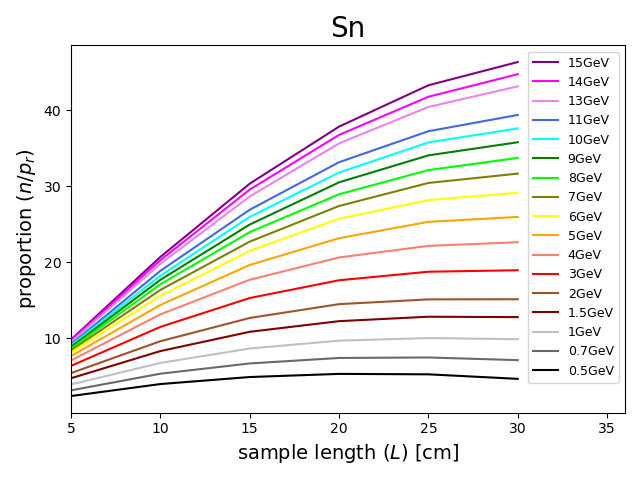 Sn
proportion (n/pr)
40
30
20
10
5
10
15
20
25
30
35
sample length (L) [cm]
15GeV
14GeV
13GeV
11GeV
10GeV
9GeV
8GeV
7GeV
6GeV
5GeV
4GeV
3GeV
2GeV
1.5GeV
1GeV
0.7GeV
0.5GeV